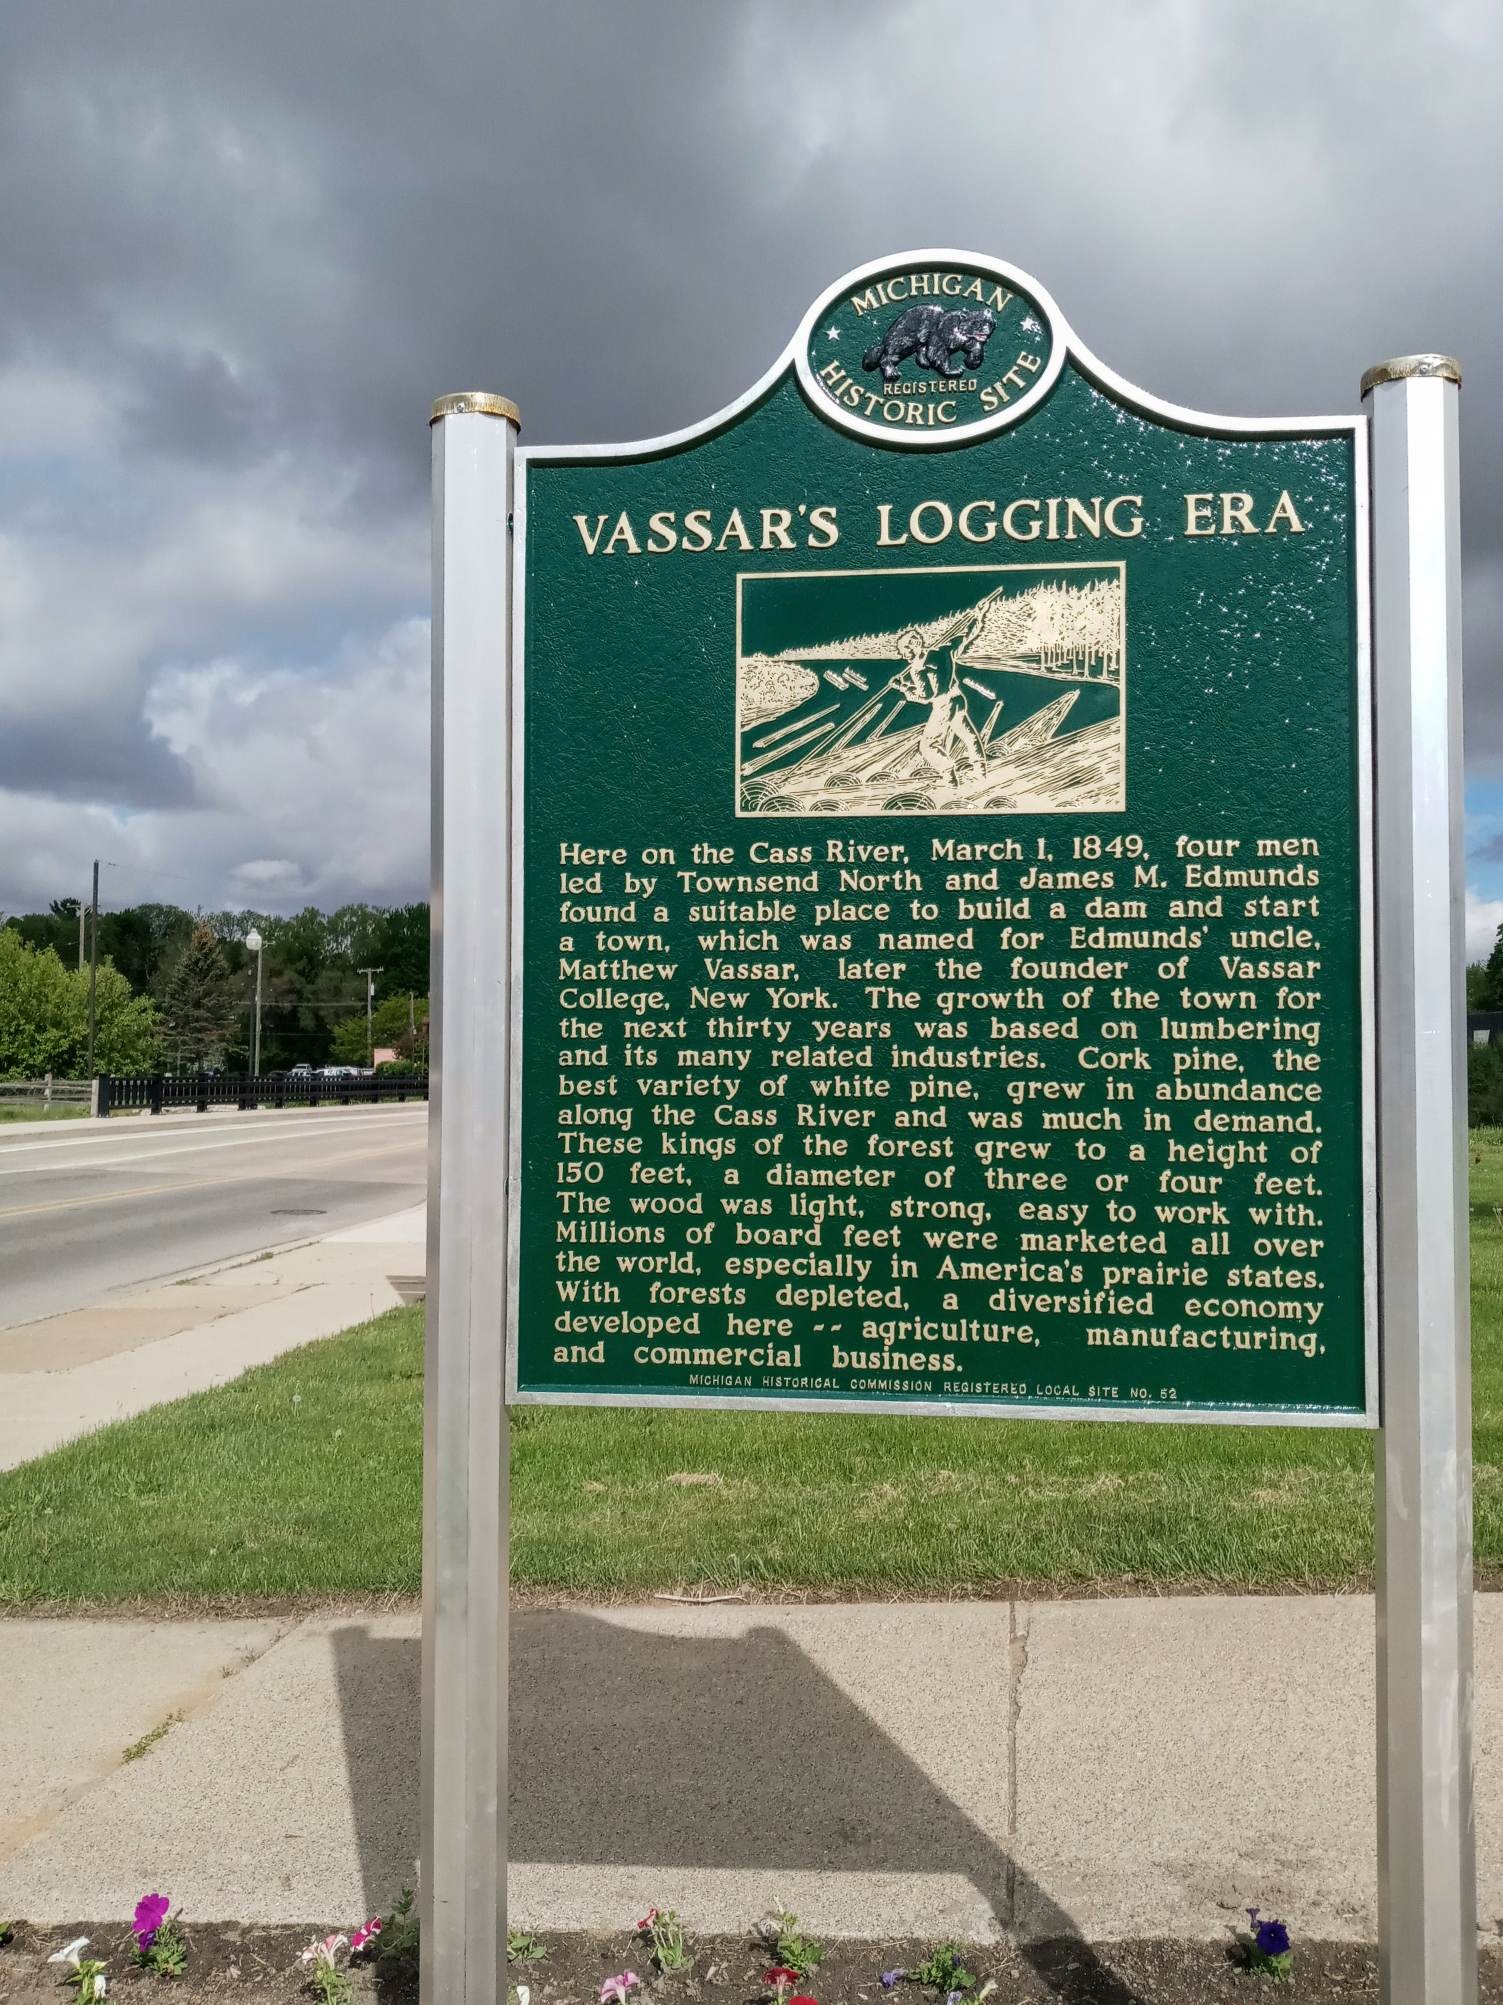 MICHIGAN
REGISTERED
HISTORIC SITE
VASSAR'S LOGGING ERA
Here on the Cass River, March 1, 1849, four men
led by Townsend North and James M. Edmunds
found a suitable place to build a dam and start
a town, which was named for Edmunds' uncle,
Matthew Vassar, later the founder of Vassar
College, New York. The growth of the town for
the next thirty years was based on lumbering
and its many related industries. Cork pine, the
best variety of white pine, grew in abundance
along the Cass River and was much in demand.
These kings of the forest grew to a height of
150 feet, a diameter of three or four feet.
The wood was light, strong, easy to work with.
Millions of board feet were marketed all over
the world, especially in America's prairie states.
With forests depleted, a diversified economy
developed here -- agriculture, manufacturing,
and commercial business.
MICHIGAN HISTORICAL COMMISSION REGISTERED LOCAL SITE NO. 52